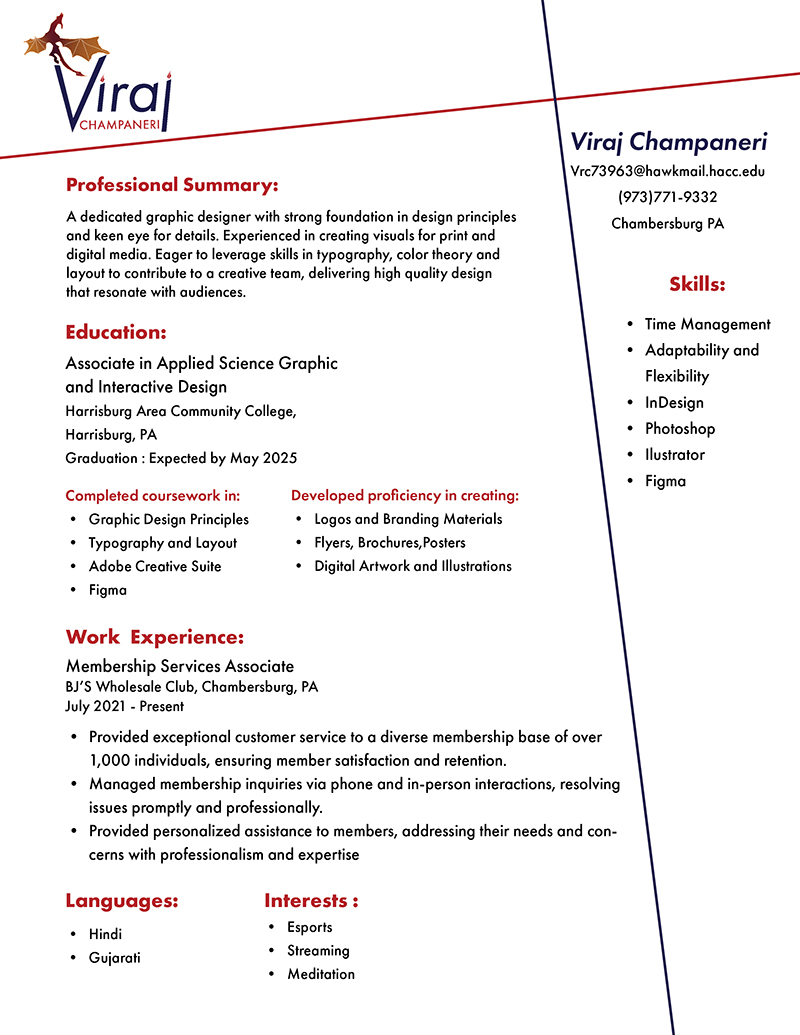 Viraj
CHAMPANERI
Viraj Champaneri
Vrc73963@hawkmail.hacc.edu
(973)771-9332
Chambersburg PA
Skills:
• Time Management
• Adaptability and
Flexibility
• InDesign
• Photoshop
• Ilustrator
• Figma
Professional Summary:
A dedicated graphic designer with strong foundation in design principles
and keen eye for details. Experienced in creating visuals for print and
digital media. Eager to leverage skills in typography, color theory and
layout to contribute to a creative team, delivering high quality design
that resonate with audiences.
Education:
Associate in Applied Science Graphic
and Interactive Design
Harrisburg Area Community College,
Harrisburg, PA
Graduation : Expected by May 2025
Completed coursework in:
• Graphic Design Principles
• Typography and Layout
• Adobe Creative Suite
• Figma
Developed proficiency in creating:
• Logos and Branding Materials
• Flyers, Brochures,Posters
• Digital Artwork and Illustrations
Work Experience:
Membership Services Associate
BJ'S Wholesale Club, Chambersburg, PA
July 2021 - Present
• Provided exceptional customer service to a diverse membership base of over
1,000 individuals, ensuring member satisfaction and retention.
• Managed membership inquiries via phone and in-person interactions, resolving
issues promptly and professionally.
• Provided personalized assistance to members, addressing their needs and con-
cerns with professionalism and expertise
Languages:
• Hindi
• Gujarati
Interests :
• Esports
• Streaming
• Meditation